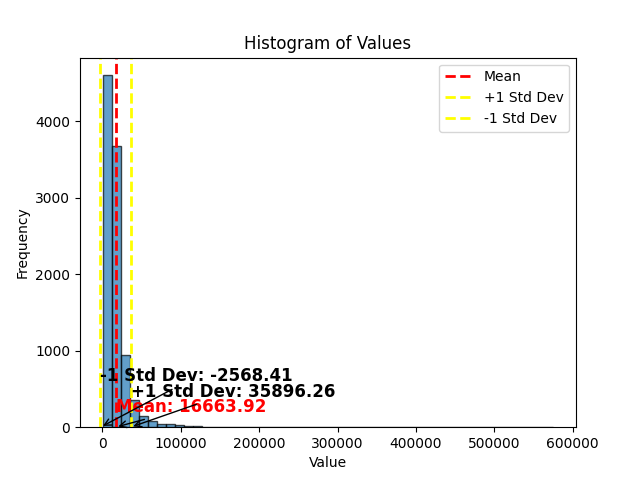 Histogram of Values
Mean
+1 Std Dev
-1 Std Dev
Frequency
4000
3000
2000
1000
0
-1 Std Dev: -2568.41
+1 Std Dev: 35896.26
Mean: 16663.92
0 100000 200000 300000 400000 500000 600000
Value